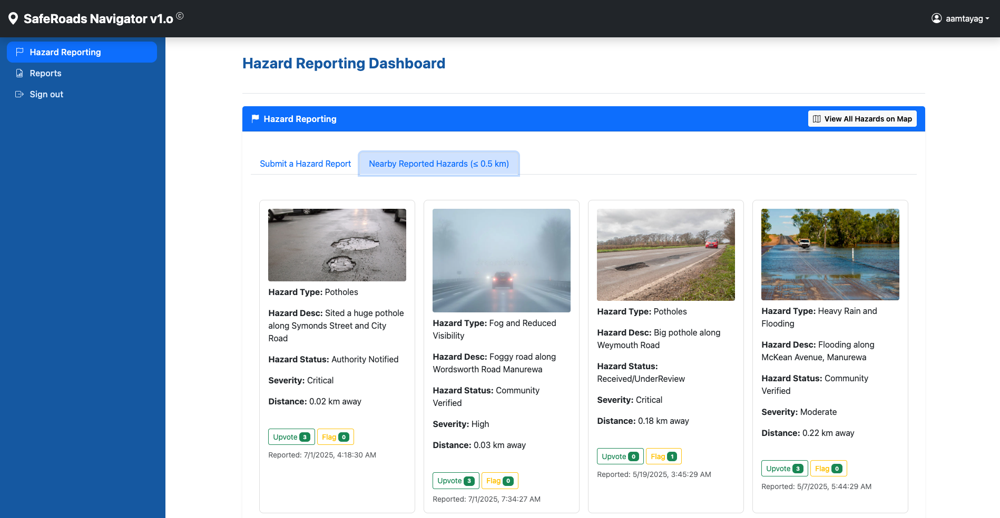 SafeRoads Navigator v1.o ©
aamtayag
Hazard Reporting
Reports
Sign out
Hazard Reporting Dashboard
Hazard Reporting
View All Hazards on Map
Submit a Hazard Report
Nearby Reported Hazards (≤ 0.5 km)
Hazard Type: Potholes
Hazard Desc: Sited a huge pothole
along Symonds Street and City
Road
Hazard Status: Authority Notified
Severity: Critical
Distance: 0.02 km away
Upvote 3 Flag 0
Reported: 7/1/2025, 4:18:30 AM
Hazard Type: Fog and Reduced
Visibility
Hazard Desc: Foggy road along
Wordsworth Road Manurewa
Hazard Status: Community
Verified
Severity: High
Distance: 0.03 km away
Upvote 3 Flag 0
Reported: 7/1/2025, 7:34:27 AM
Hazard Type: Potholes
Hazard Desc: Big pothole along
Weymouth Road
Hazard Status:
Received/UnderReview
Severity: Critical
Distance: 0.18 km away
Upvote 0 Flag 1
Reported: 5/19/2025, 3:45:29 AM
Hazard Type: Heavy Rain and
Flooding
Hazard Desc: Flooding along
McKean Avenue, Manurewa
Hazard Status: Community
Verified
Severity: Moderate
Distance: 0.22 km away
Upvote 3 Flag 0
Reported: 5/7/2025, 5:44:29 AM